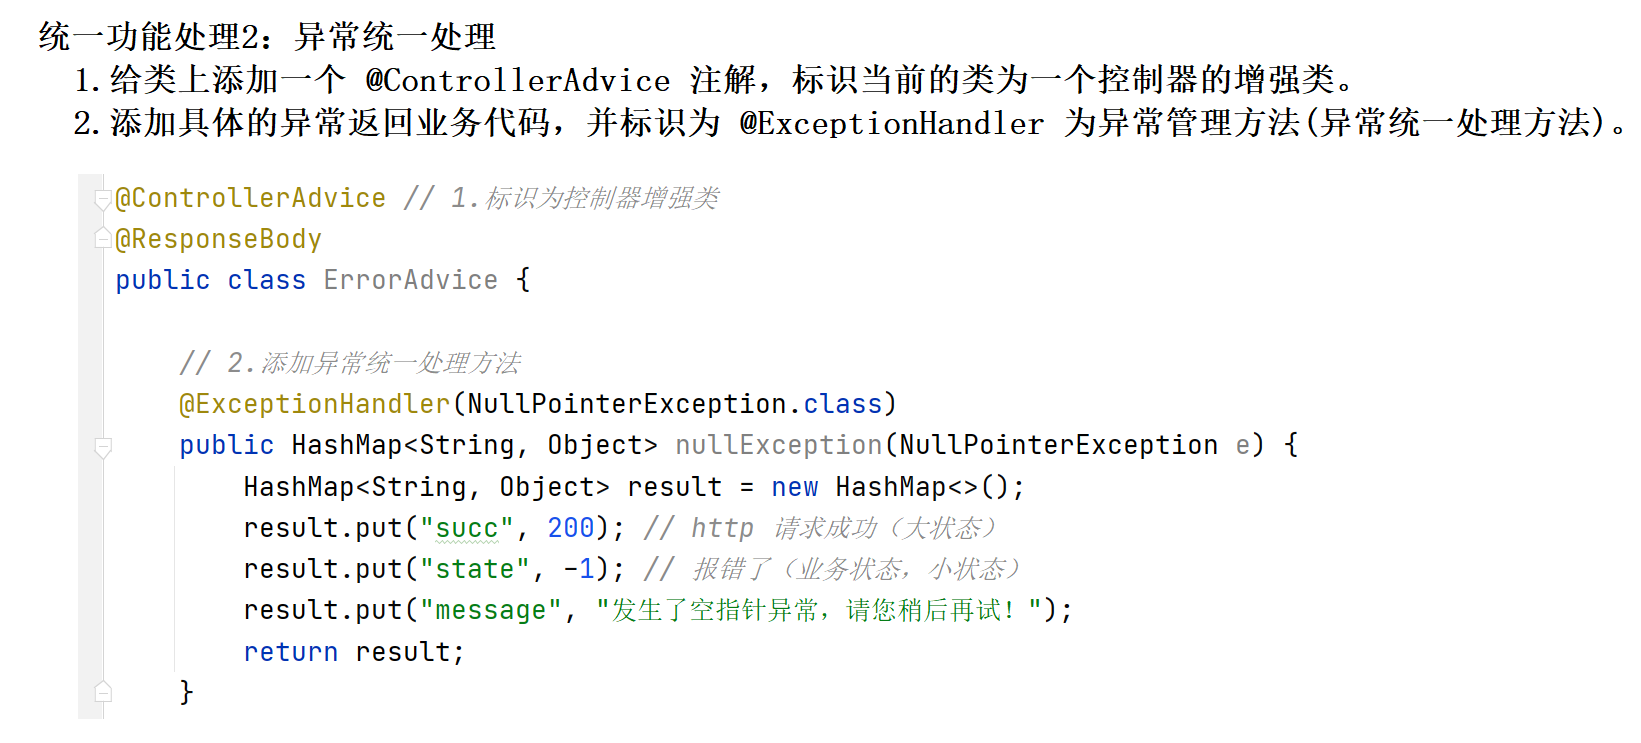 统一功能处理2：异常统一处理
1.给类上添加一个 @ControllerAdvice 注解，标识当前的类为一个控制器的增强类。
2.添加具体的异常返回业务代码，并标识为 @ExceptionHandler 为异常管理方法(异常统一处理方法)。
@ControllerAdvice // 1.标识为控制器增强类
@ResponseBody
public class ErrorAdvice {
// 2.添加异常统一处理方法
@ExceptionHandler(NullPointerException.class)
public HashMap<String, Object> nullException(NullPointerException e) {
HashMap<String, Object> result = new HashMap<>();
result.put("succ", 200); // http 请求成功（大状态）
result.put("state", -1); // 报错了（业务状态，小状态）
result.put("message", "发生了空指针异常，请您稍后再试！");
return result;
}